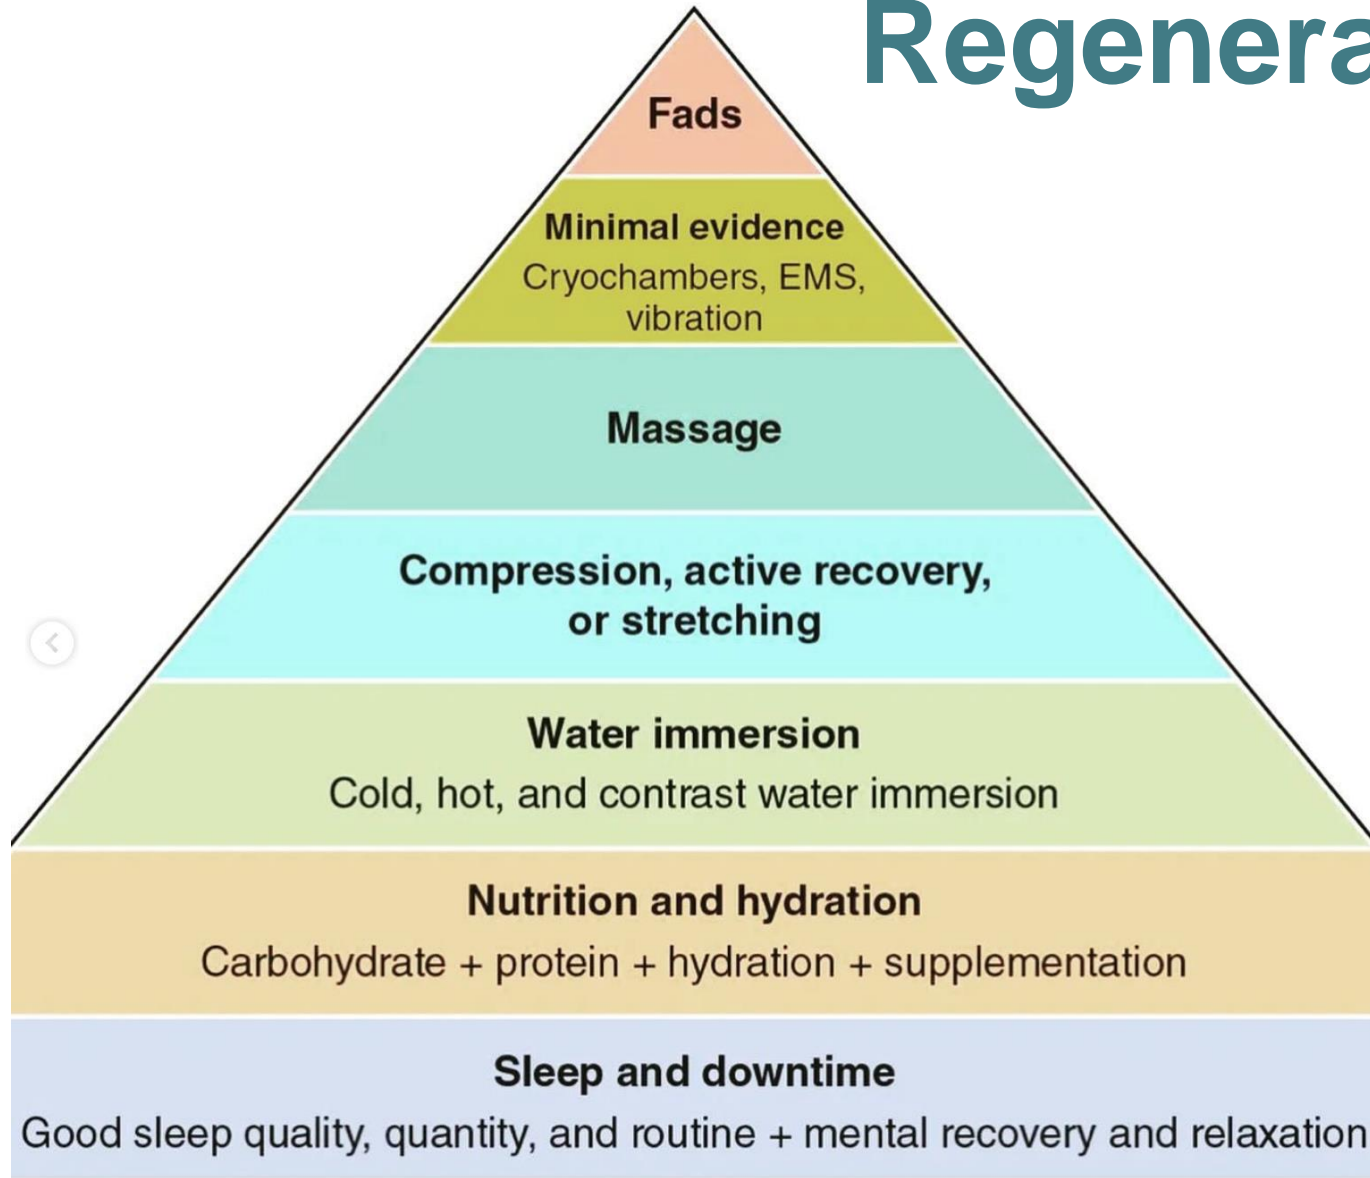 Regenera
Fads
Minimal evidence
Cryochambers, EMS,
vibration
Massage
Compression, active recovery,
or stretching
Water immersion
Cold, hot, and contrast water immersion
Nutrition and hydration
Carbohydrate + protein + hydration + supplementation
Sleep and downtime
Good sleep quality, quantity, and routine + mental recovery and relaxation